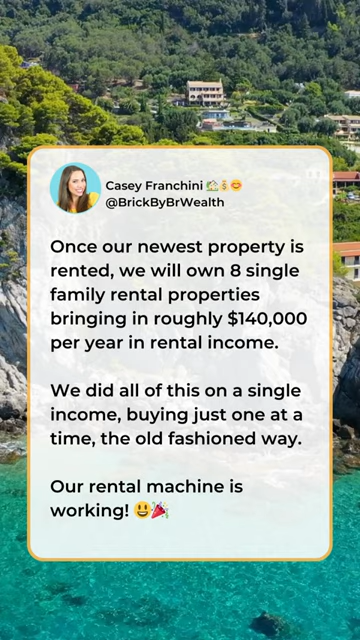 Casey Franchini 🏡💰😊
@BrickByBrWealth
Once our newest property is
rented, we will own 8 single
family rental properties
bringing in roughly $140,000
per year in rental income.
We did all of this on a single
income, buying just one at a
time, the old fashioned way.
Our rental machine is
working! 😃🎉